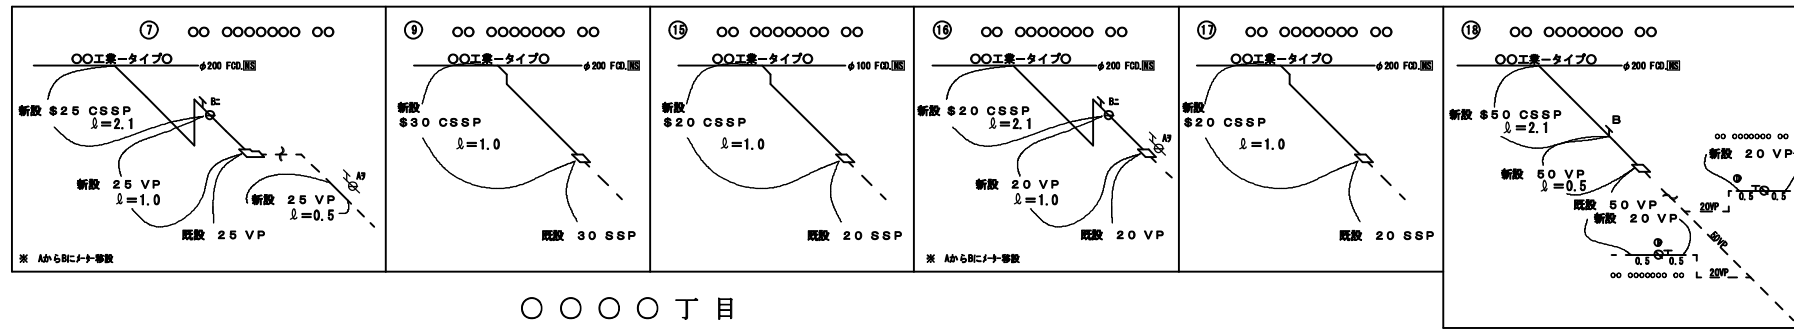 ⑦ ○○ ○○○○○○○ ○○
○○工業－タイプ○
φ200 FCD.NS
新設 $25 CSSP
ℓ=2.1
B=
新設 25 VP
ℓ=1.0
新設 25 VP
ℓ=0.5
Aヲ
既設 25 VP
※ AからBにメーター移設
⑨ ○○ ○○○○○○○ ○○
○○工業－タイプ○
φ200 FCD.NS
新設
$30 CSSP
ℓ=1.0
既設 30 SSP
⑮ ○○ ○○○○○○○ ○○
○○工業－タイプ○
φ100 FCD.NS
新設
$20 CSSP
ℓ=1.0
既設 20 SSP
⑯ ○○ ○○○○○○○ ○○
○○工業－タイプ○
φ200 FCD.NS
新設 $20 CSSP
ℓ=2.1
B=
Aヲ
新設 20 VP
ℓ=1.0
既設 20 VP
※ AからBにメーター移設
⑰ ○○ ○○○○○○○ ○○
○○工業－タイプ○
φ200 FCD.NS
新設
$20 CSSP
ℓ=1.0
既設 20 SSP
⑱ ○○ ○○○○○○○ ○○
○○工業－タイプ○
φ200 FCD.NS
新設 $50 CSSP
ℓ=2.1
B
○○ ○○○○○○○ ○○
新設 20 VP
新設 50 VP
ℓ=0.5
0.5 0.5
既設 50 VP
20VP
新設 20 VP
50VP
0.5 0.5
20VP
○○ ○○○○○○○ ○○
○○○○丁目